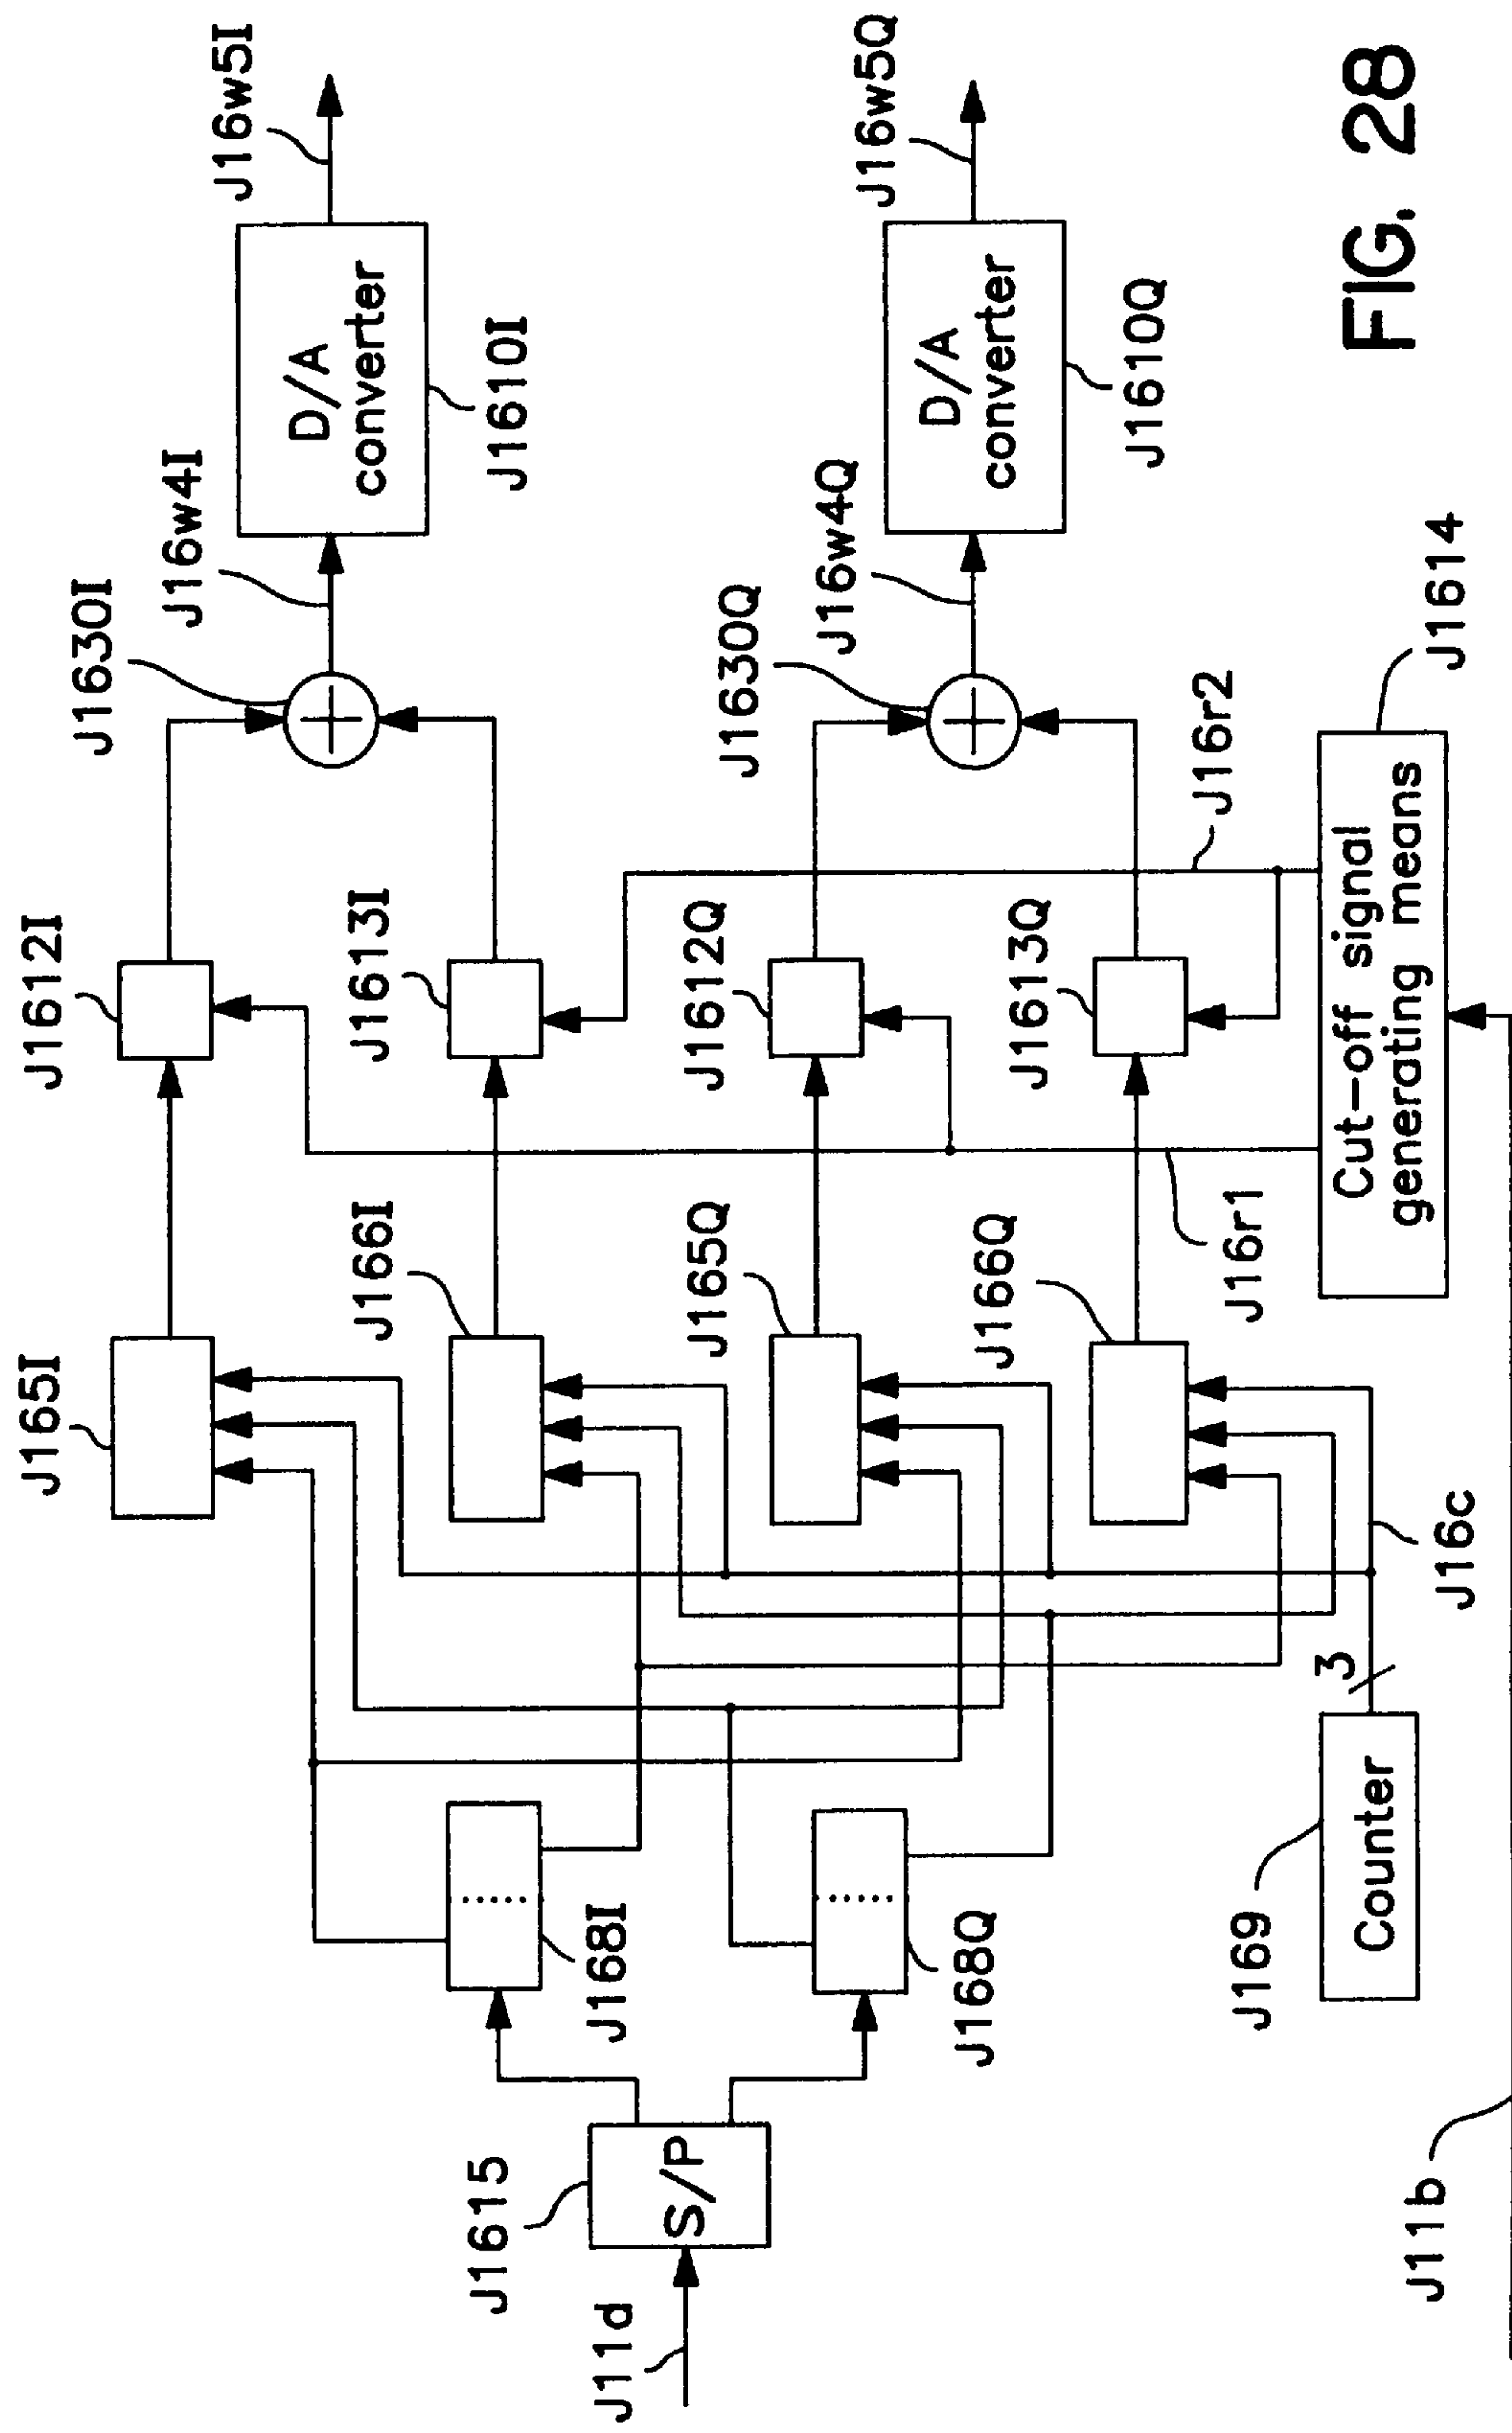 J11d
J1615
S/P
J168I
J168Q
J169
Counter
3
J16c
J165I
J166I
J165Q
J166Q
J1612I
J1613I
J1612Q
J1613Q
J16r1
J16r2
Cut-off signal
generating means
J1614
J11b
J1630I
J16w4I
D/A
converter
J1610I
J16w5I
J1630Q
J16w4Q
D/A
converter
J1610Q
J16w5Q
FIG. 28